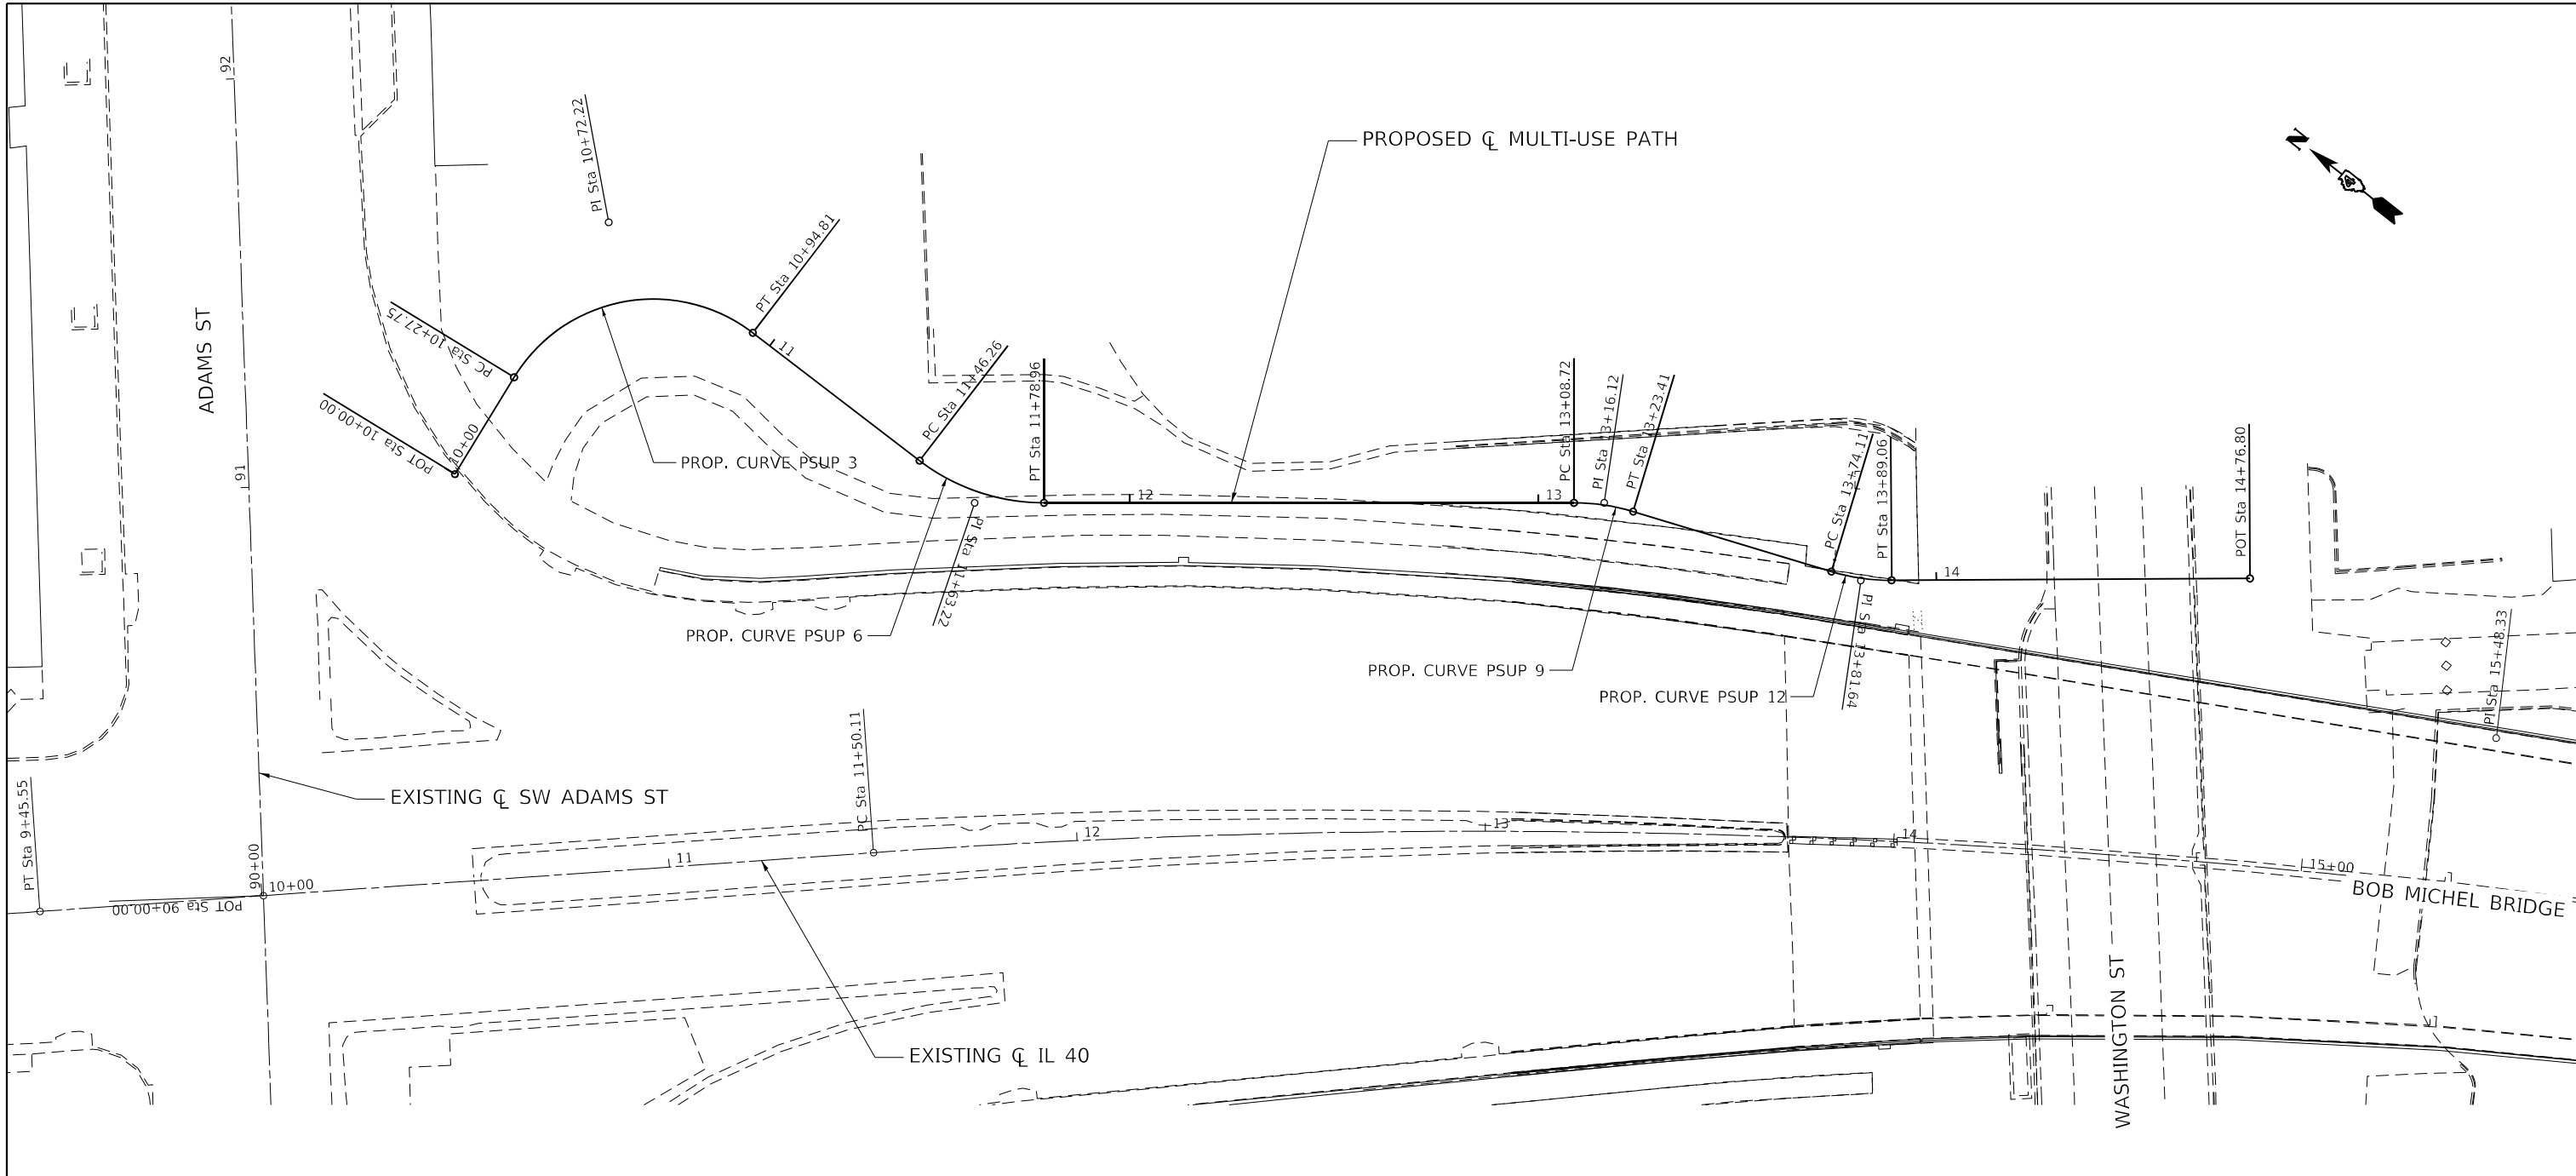 92
PI Sta 10+72.22
PROPOSED ℄ MULTI-USE PATH
N
4
ADAMS ST
91
PC Sta 10+27.75
POT Sta 10+00.00
10+00
PT Sta 10+94.81
11
PROP. CURVE PSUP 3
PC Sta 11+46.26
PT Sta 11+78.96
PI Sta 11+63.22
PROP. CURVE PSUP 6
12
13
PC Sta 13+08.72
PI Sta 13+16.12
PT Sta 13+23.41
PROP. CURVE PSUP 9
PC Sta 13+74.11
PT Sta 13+89.06
PI Sta 13+81.64
PROP. CURVE PSUP 12
14
POT Sta 14+76.80
PI Sta 15+48.33
EXISTING ℄ SW ADAMS ST
PT Sta 9+45.55
90+00
10+00
POT Sta 90+00.00
11
PC Sta 11+50.11
12
13
14
15+00
BOB MICHEL BRIDGE
EXISTING ℄ IL 40
WASHINGTON ST